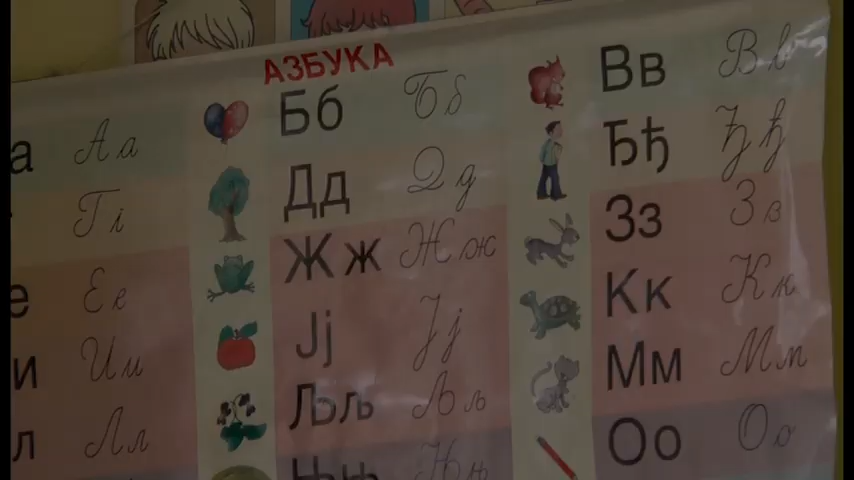 АЗБУКА
а Аа Бб Бб Вв Вв
Гг Дд Дд Ђђ Ђђ
е Ее Жж Жж Зз Зз
и Ии Јј Јј Кк Кк
л Лл Љљ Љљ Мм Мм
Њњ Њњ Оо Оо